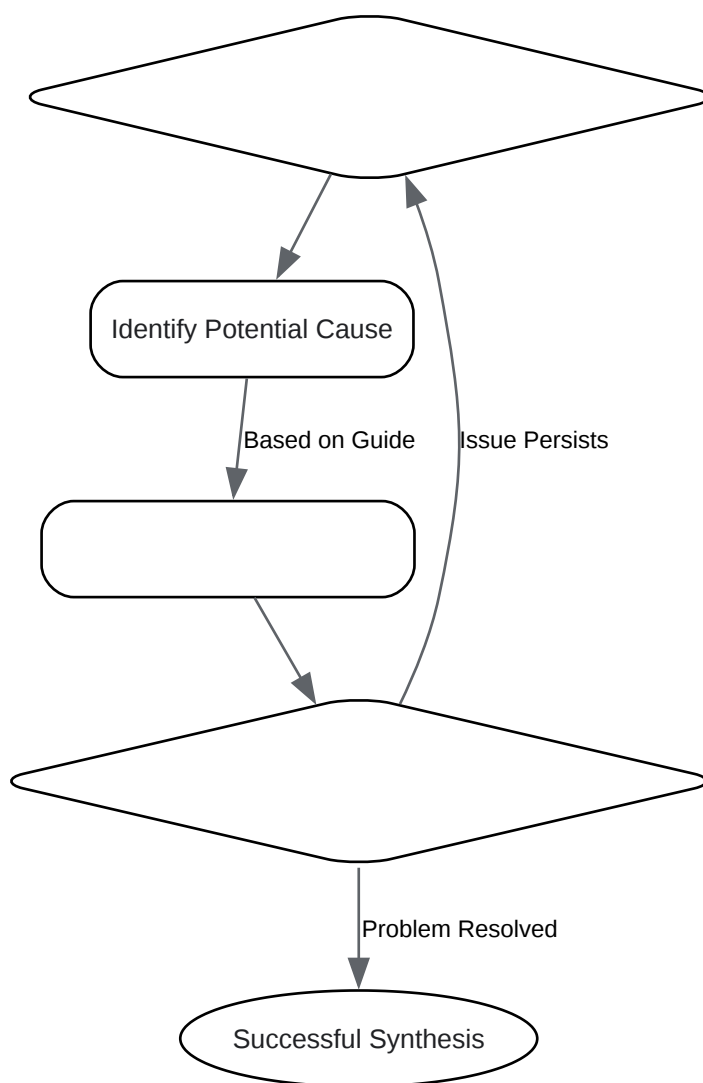 Identify Potential Cause
Based on Guide
Issue Persists
Problem Resolved
Successful Synthesis